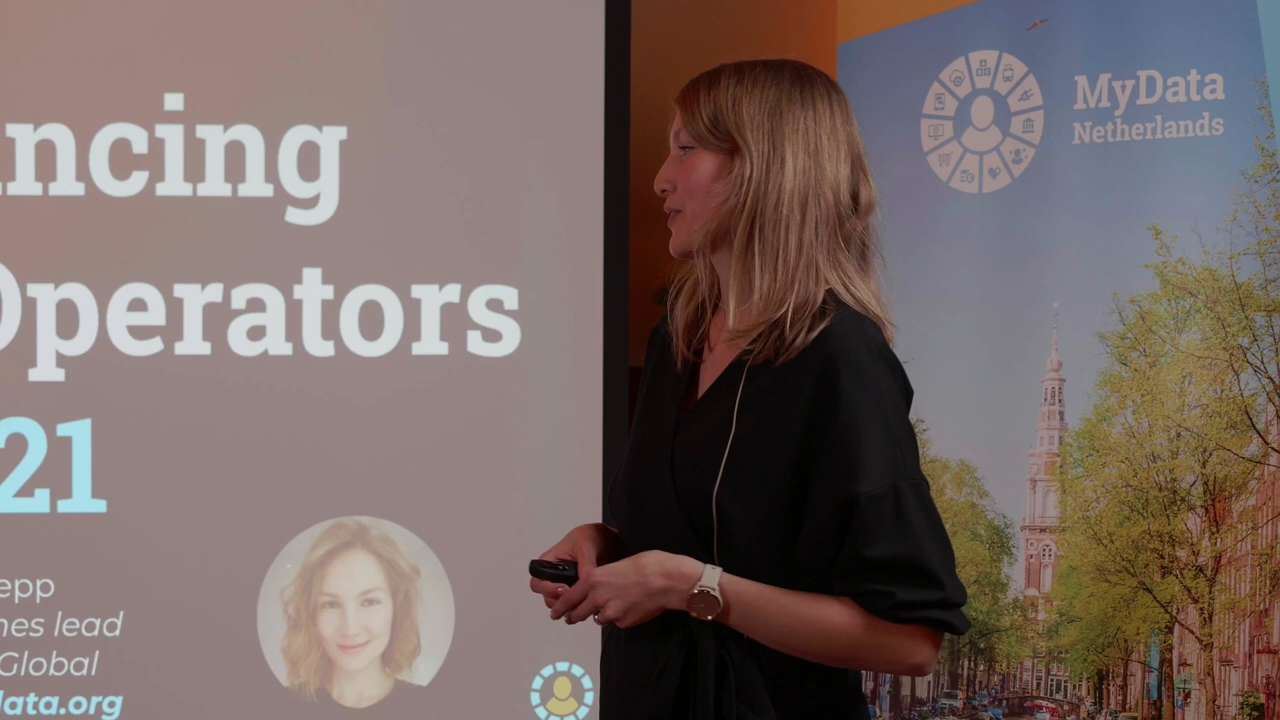 ncing
Operators
21
epp
nes lead
Global
data.org
MyData
Netherlands